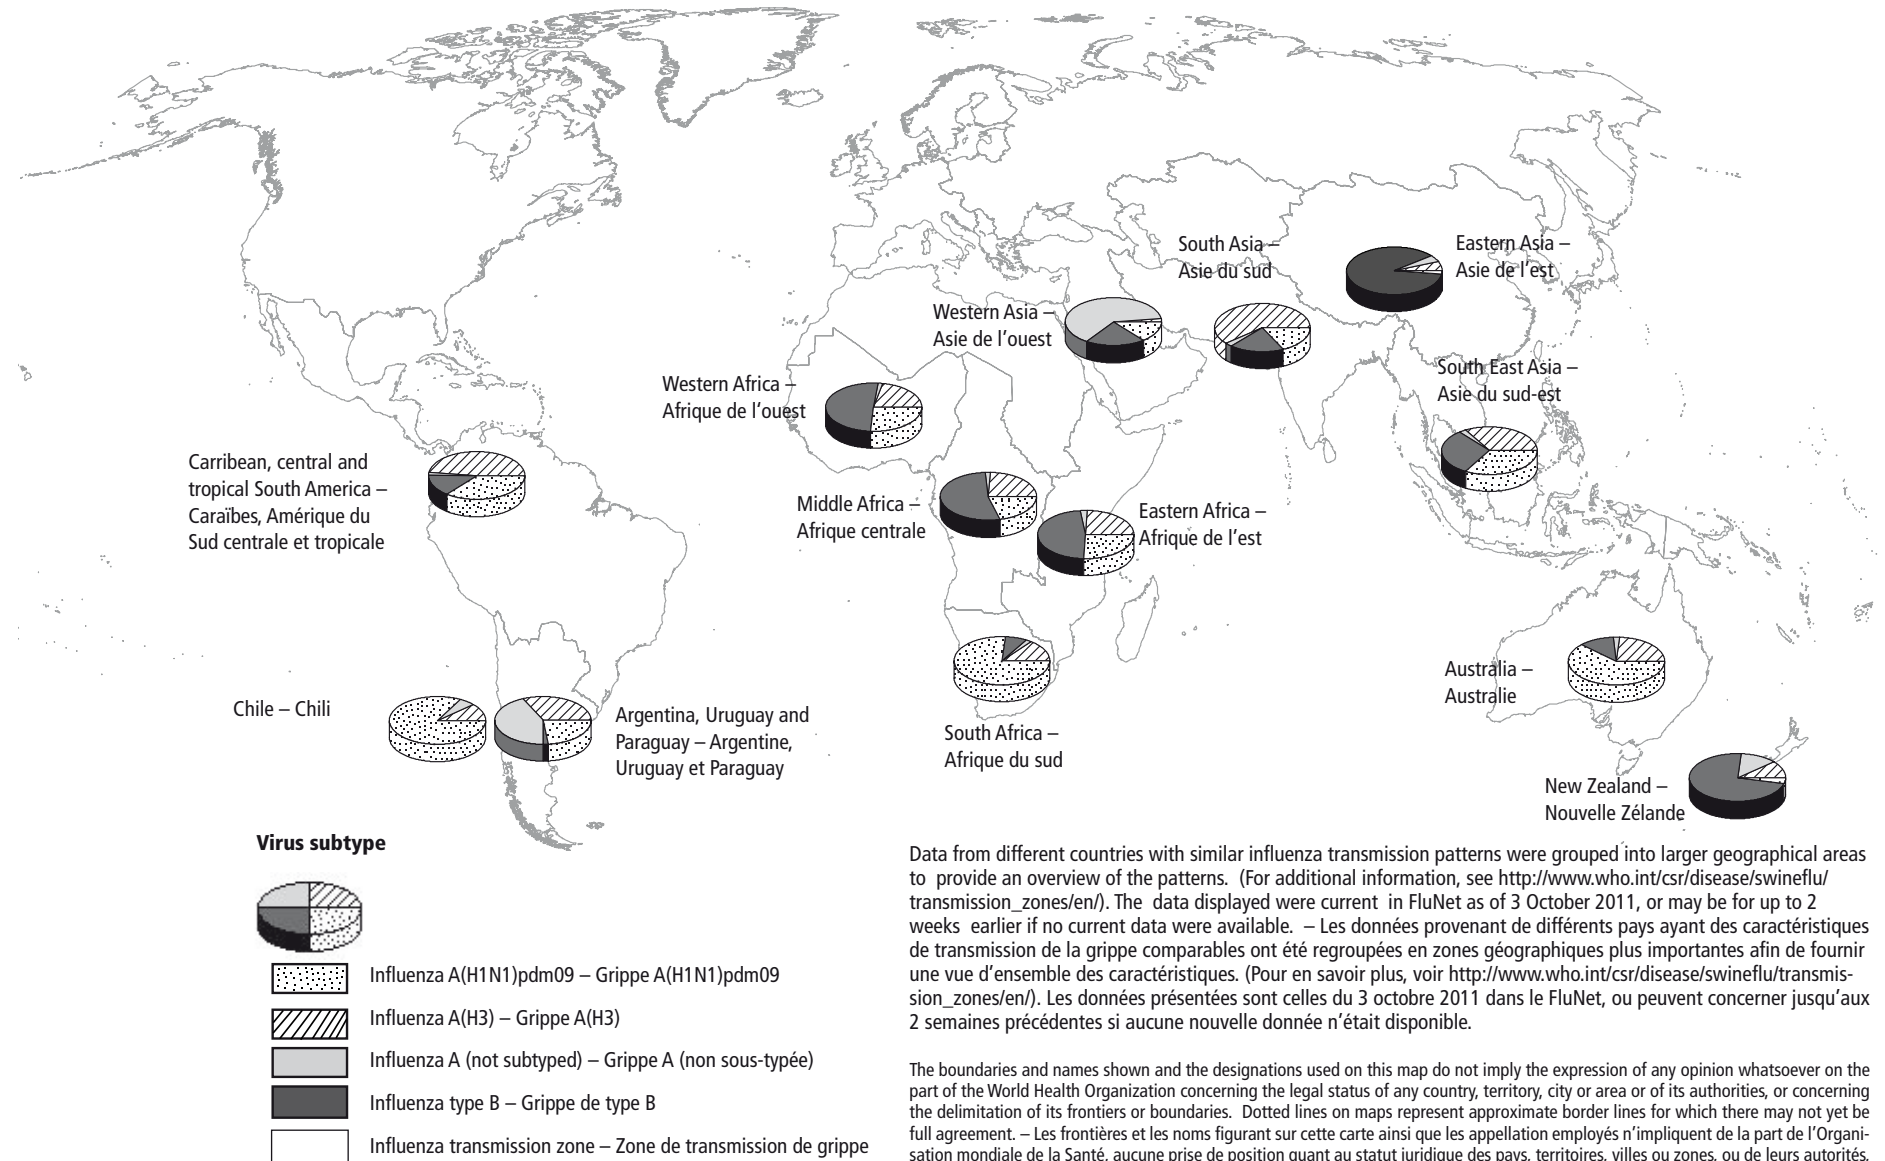 South Asia –
Asie du sud
Eastern Asia –
Asie de l’est
Western Asia –
Asie de l’ouest
South East Asia –
Asie du sud-est
Western Africa –
Afrique de l’ouest
Carribean, central and
tropical South America –
Caraïbes, Amérique du
Sud centrale et tropicale
Middle Africa –
Afrique centrale
Eastern Africa –
Afrique de l’est
Australia –
Australie
Chile – Chili
Argentina, Uruguay and
Paraguay – Argentine,
Uruguay et Paraguay
South Africa –
Afrique du sud
New Zealand –
Nouvelle Zélande
Virus subtype
Influenza A(H1N1)pdm09 – Grippe A(H1N1)pdm09
Influenza A(H3) – Grippe A(H3)
Influenza A (not subtyped) – Grippe A (non sous-typée)
Influenza type B – Grippe de type B
Influenza transmission zone – Zone de transmission de grippe
Data from different countries with similar influenza transmission patterns were grouped into larger geographical areas
to provide an overview of the patterns. (For additional information, see http://www.who.int/csr/disease/swineflu/
transmission_zones/en/). The data displayed were current in FluNet as of 3 October 2011, or may be for up to 2
weeks earlier if no current data were available. – Les données provenant de différents pays ayant des caractéristiques
de transmission de la grippe comparables ont été regroupées en zones géographiques plus importantes afin de fournir
une vue d’ensemble des caractéristiques. (Pour en savoir plus, voir http://www.who.int/csr/disease/swineflu/transmis-
sion_zones/en/). Les données présentées sont celles du 3 octobre 2011 dans le FluNet, ou peuvent concerner jusqu’aux
2 semaines précédentes si aucune nouvelle donnée n’était disponible.
The boundaries and names shown and the designations used on this map do not imply the expression of any opinion whatsoever on the
part of the World Health Organization concerning the legal status of any country, territory, city or area or of its authorities, or concerning
the delimitation of its frontiers or boundaries. Dotted lines on maps represent approximate border lines for which there may not yet be
full agreement. – Les frontières et les noms figurant sur cette carte ainsi que les appellation employés n’impliquent de la part de l’Organi-
sation mondiale de la Santé, aucune prise de position quant au statut juridique des pays, territoires, villes ou zones, ou de leurs autorités,